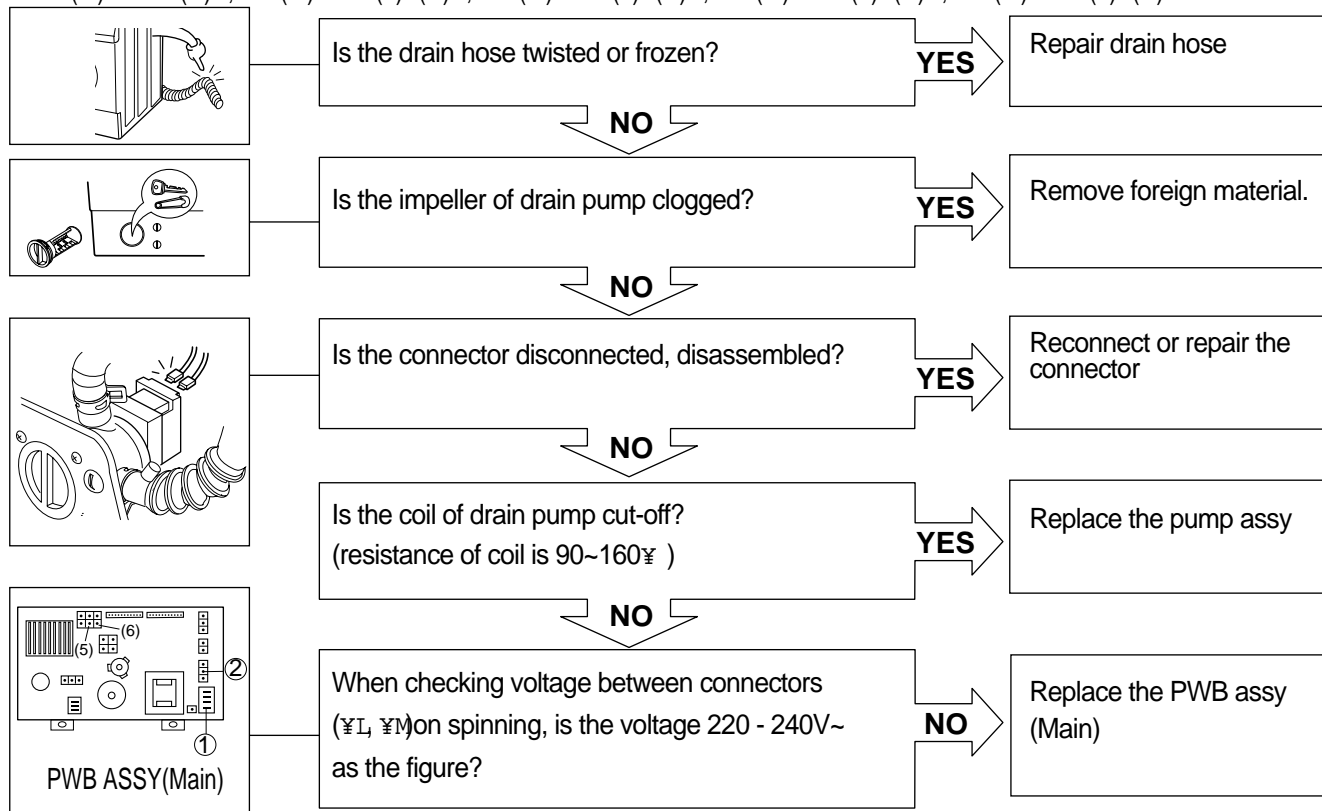 Is the drain hose twisted or frozen?
YES
Repair drain hose
NO
Is the impeller of drain pump clogged?
YES
Remove foreign material.
NO
Is the connector disconnected, disassembled?
YES
Reconnect or repair the
connector
NO
Is the coil of drain pump cut-off?
(resistance of coil is 90~160¥ )
YES
Replace the pump assy
NO
(5)
(6)
②
①
PWB ASSY(Main)
When checking voltage between connectors
(¥L, ¥M)on spinning, is the voltage 220 - 240V~
as the figure?
NO
Replace the PWB assy
(Main)